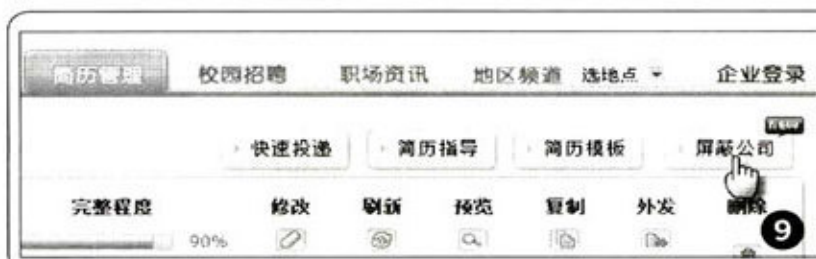 简历管理 校园招聘 职场资讯 地区频道 选地点 企业登录
快速投递 简历指导 简历模板 屏蔽公司
完整程度 修改 刷新 预览 复制 外发 删除
90%
9